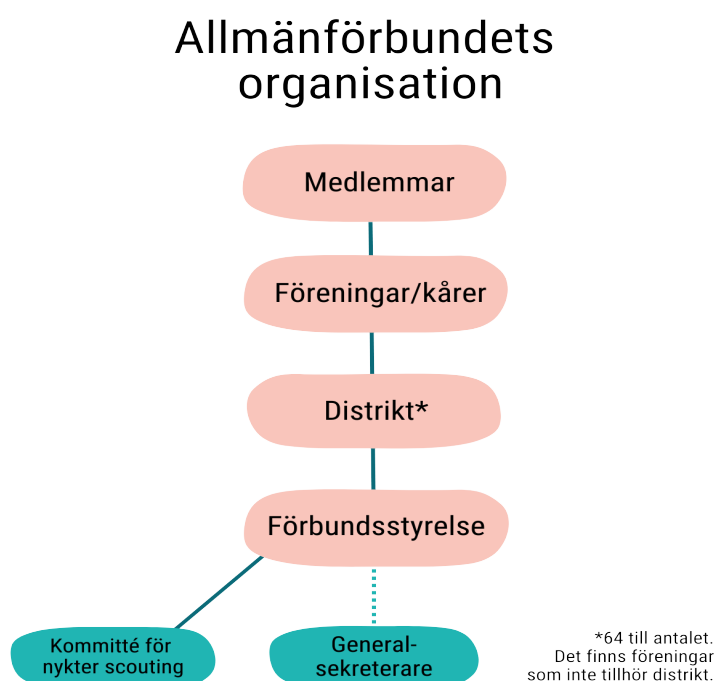 Allmänförbundets
organisation
Medlemmar
Föreningar/kårer
Distrikt*
Förbundsstyrelse
Kommitté för
nykter scouting
General-
sekreterare
*64 till antalet.
Det finns föreningar
som inte tillhör distrikt.